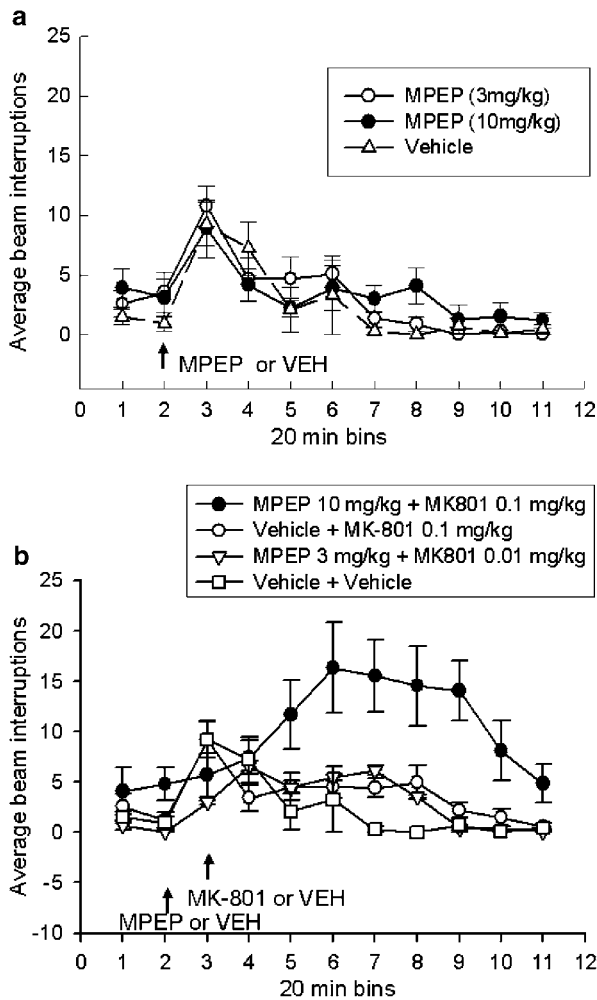 a
25
20
15
10
5
0
Average beam interruptions
MPEP (3mg/kg)
MPEP (10mg/kg)
Vehicle
MPEP or VEH
0 1 2 3 4 5 6 7 8 9 10 11 12
20 min bins
MPEP 10 mg/kg + MK801 0.1 mg/kg
Vehicle + MK-801 0.1 mg/kg
MPEP 3 mg/kg + MK801 0.01 mg/kg
Vehicle + Vehicle
b
25
20
15
10
5
0
-5
-10
Average beam interruptions
MK-801 or VEH
MPEP or VEH
0 1 2 3 4 5 6 7 8 9 10 11 12
20 min bins